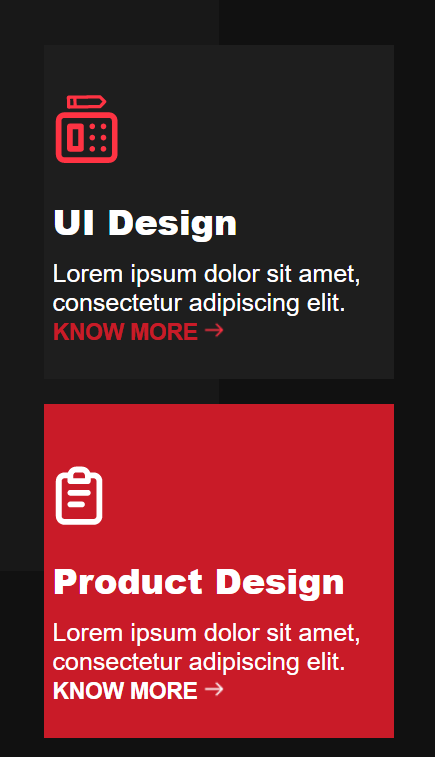 UI Design
Lorem ipsum dolor sit amet,
consectetur adipiscing elit.
KNOW MORE →
Product Design
Lorem ipsum dolor sit amet,
consectetur adipiscing elit.
KNOW MORE →